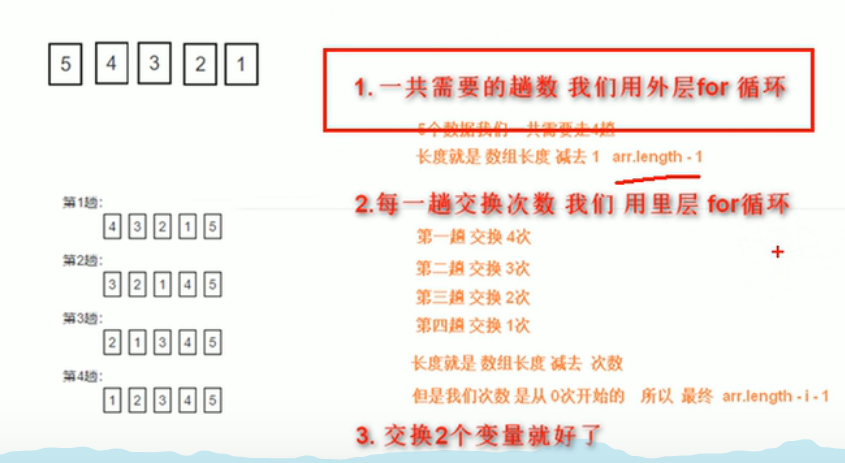 5 4 3 2 1
1. 一共需要的趟数 我们用外层for 循环
5个数据我们一共需要走4趟
长度就是 数组长度 减去 1 arr.length - 1
2.每一趟交换次数 我们 用里层 for循环
第一趟 交换 4次
第二趟 交换 3次
第三趟 交换 2次
第四趟 交换 1次
长度就是 数组长度 减去 次数
但是我们次数 是从 0次开始的 所以 最终 arr.length - i - 1
3. 交换2个变量就好了
第1趟：
4 3 2 1 5
第2趟：
3 2 1 4 5
第3趟：
2 1 3 4 5
第4趟：
1 2 3 4 5